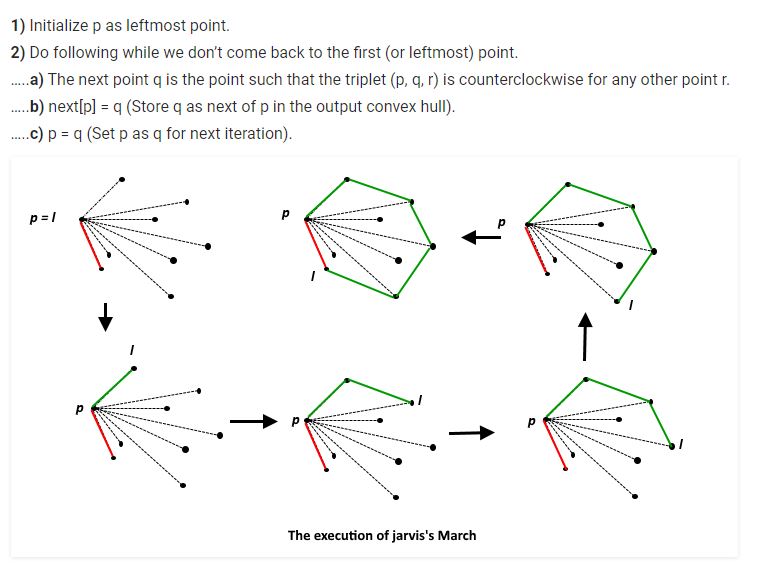 1) Initialize p as leftmost point.
2) Do following while we don’t come back to the first (or leftmost) point.
.....a) The next point q is the point such that the triplet (p, q, r) is counterclockwise for any other point r.
.....b) next[p] = q (Store q as next of p in the output convex hull).
.....c) p = q (Set p as q for next iteration).
p = l
p
p
l
l
l
p
l
p
p
l
The execution of jarvis's March